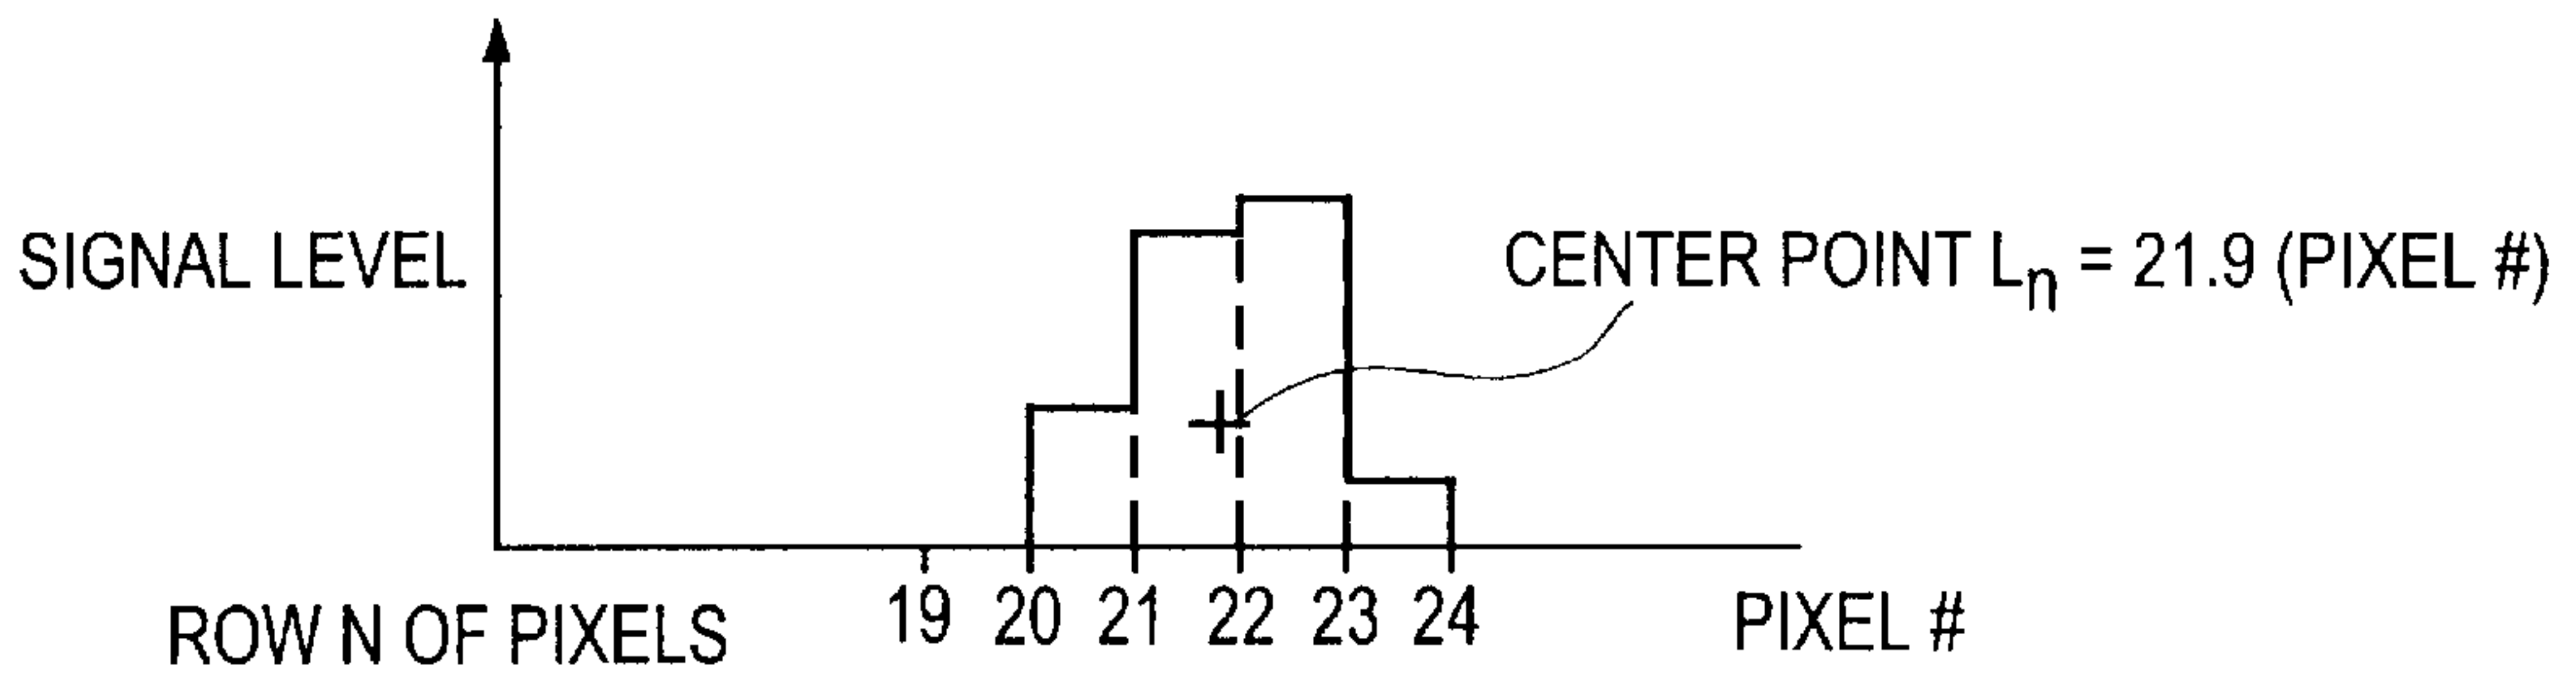 SIGNAL LEVEL
CENTER POINT Ln = 21.9 (PIXEL #)
19 20 21 22 23 24
ROW N OF PIXELS
PIXEL #